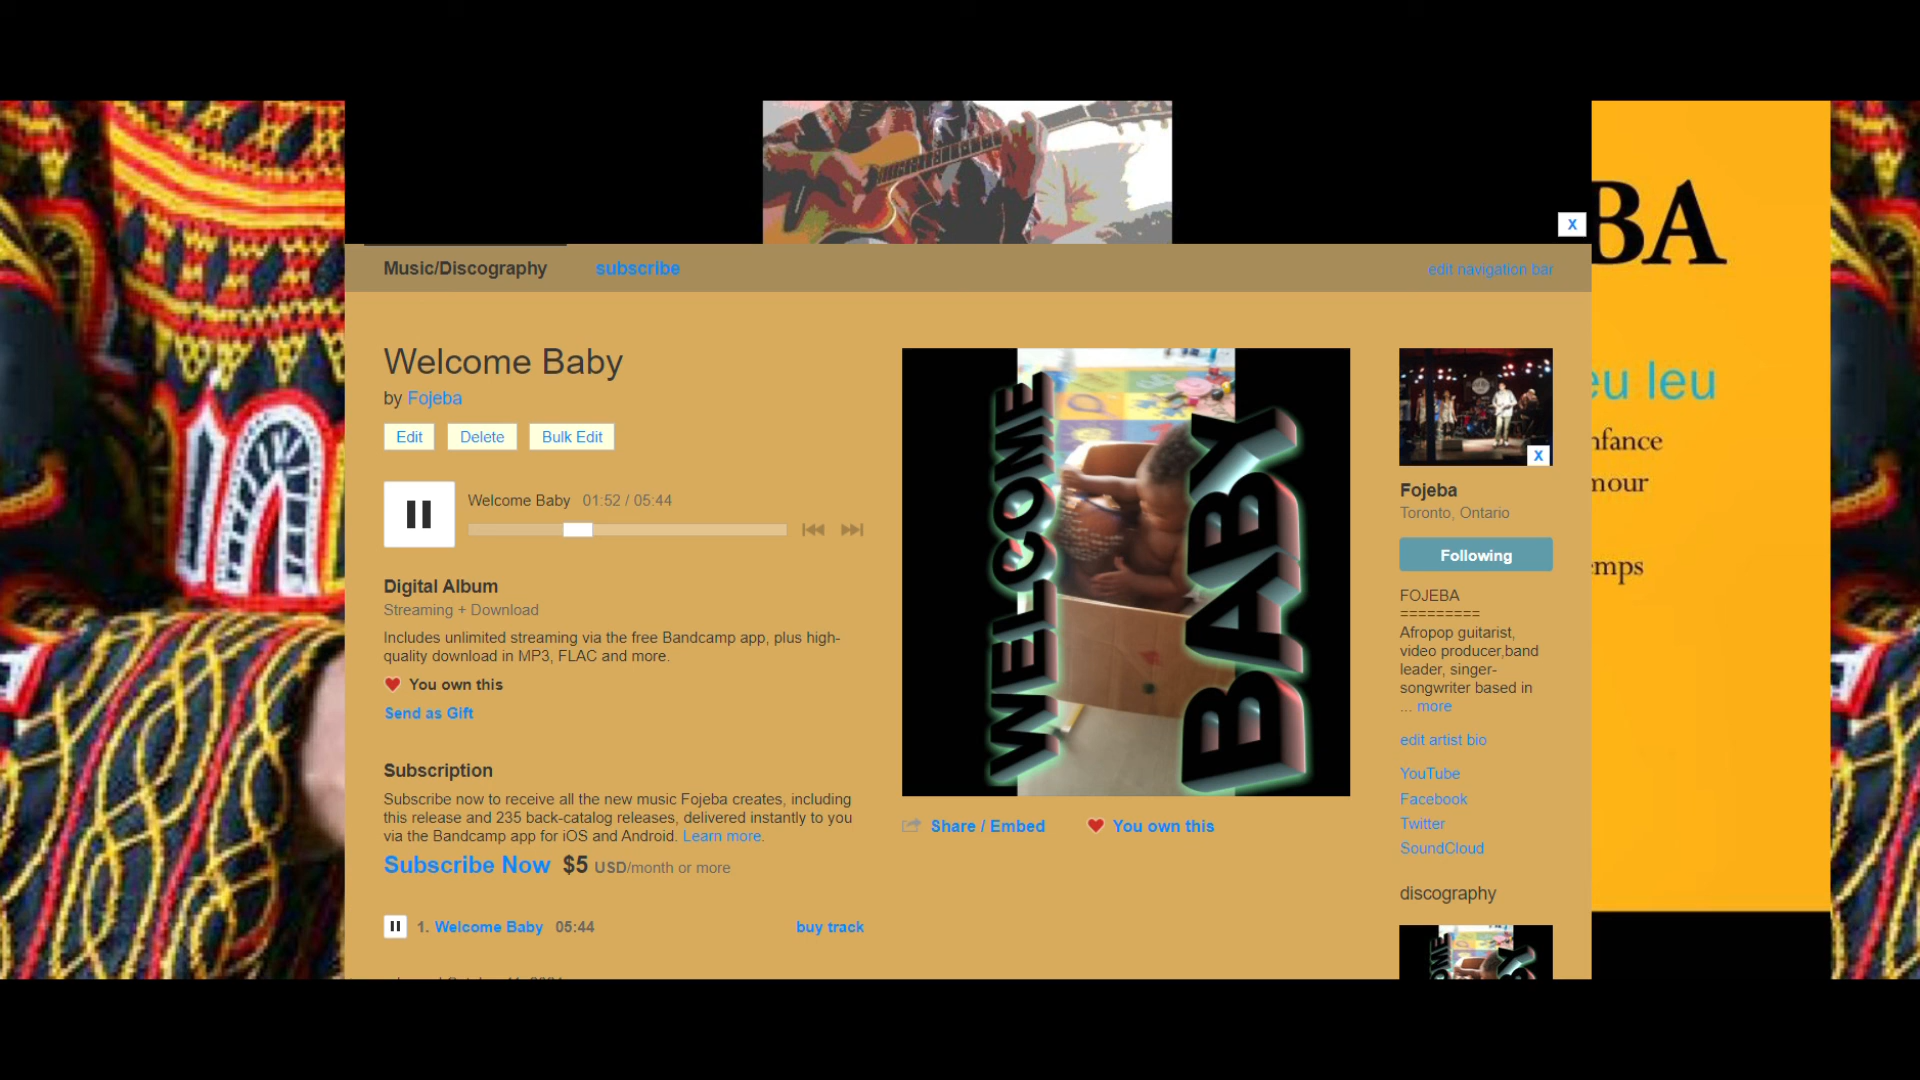 X
BA
Music/Discography
subscribe
edit navigation bar
Welcome Baby
by Fojeba
Edit
Delete
Bulk Edit
Welcome Baby 01:52 / 05:44
Digital Album
Streaming + Download
Includes unlimited streaming via the free Bandcamp app, plus high-
quality download in MP3, FLAC and more.
You own this
Send as Gift
Subscription
Subscribe now to receive all the new music Fojeba creates, including
this release and 235 back-catalog releases, delivered instantly to you
via the Bandcamp app for iOS and Android. Learn more.
Subscribe Now $5 USD/month or more
1. Welcome Baby 05:44
buy track
WELCOME
BABY
Share / Embed
You own this
X
Fojeba
Toronto, Ontario
Following
FOJEBA
=========
Afropop guitarist,
video producer,band
leader, singer-
songwriter based in
... more
edit artist bio
YouTube
Facebook
Twitter
SoundCloud
discography
eu leu
nfance
mour
emps